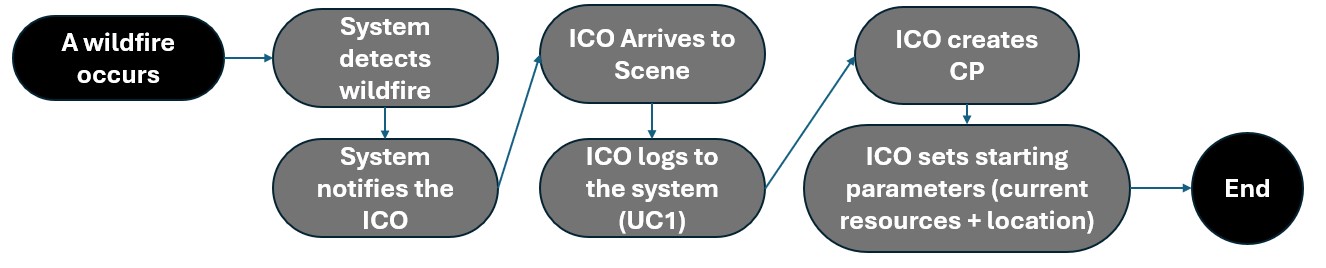 A wildfire
occurs
System
detects
wildfire
System
notifies the
ICO
ICO Arrives to
Scene
ICO logs to
the system
(UC1)
ICO creates
CP
ICO sets starting
parameters (current
resources + location)
End